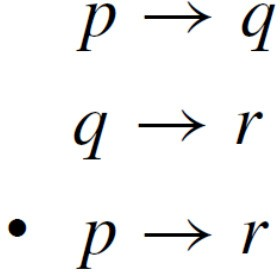 p → q
q → r
• p → r